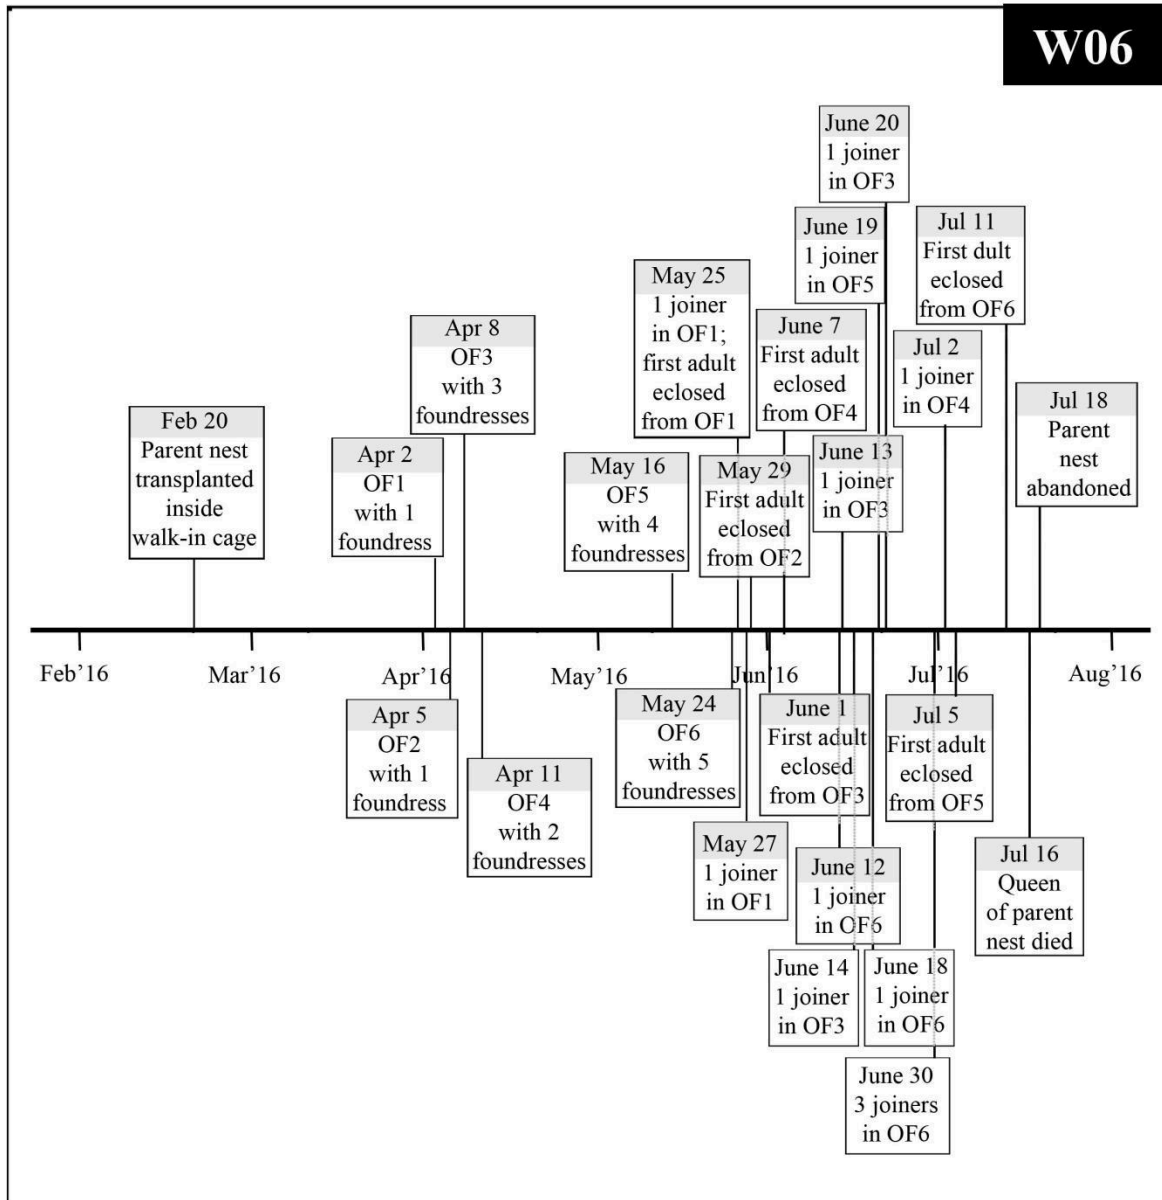 W06
June 20
1 joiner
in OF3
June 19
1 joiner
in OF5
Jul 11
First dult
eclosed
from OF6
May 25
1 joiner
in OF1;
first adult
eclosed
from OF1
Apr 8
OF3
with 3
foundresses
June 7
First adult
eclosed
from OF4
Jul 2
1 joiner
in OF4
Jul 18
Parent
nest
abandoned
Feb 20
Parent nest
transplanted
inside
walk-in cage
Apr 2
OF1
with 1
foundress
May 16
OF5
with 4
foundresses
May 29
First adult
eclosed
from OF2
June 13
1 joiner
in OF3
Feb'16
Mar'16
Apr'16
May'16
Jun'16
Jul'16
Aug'16
Apr 5
OF2
with 1
foundress
Apr 11
OF4
with 2
foundresses
May 24
OF6
with 5
foundresses
June 1
First adult
eclosed
from OF3
Jul 5
First adult
eclosed
from OF5
May 27
1 joiner
in OF1
June 12
1 joiner
in OF6
Jul 16
Queen
of parent
nest died
June 14
1 joiner
in OF3
June 18
1 joiner
in OF6
June 30
3 joiners
in OF6